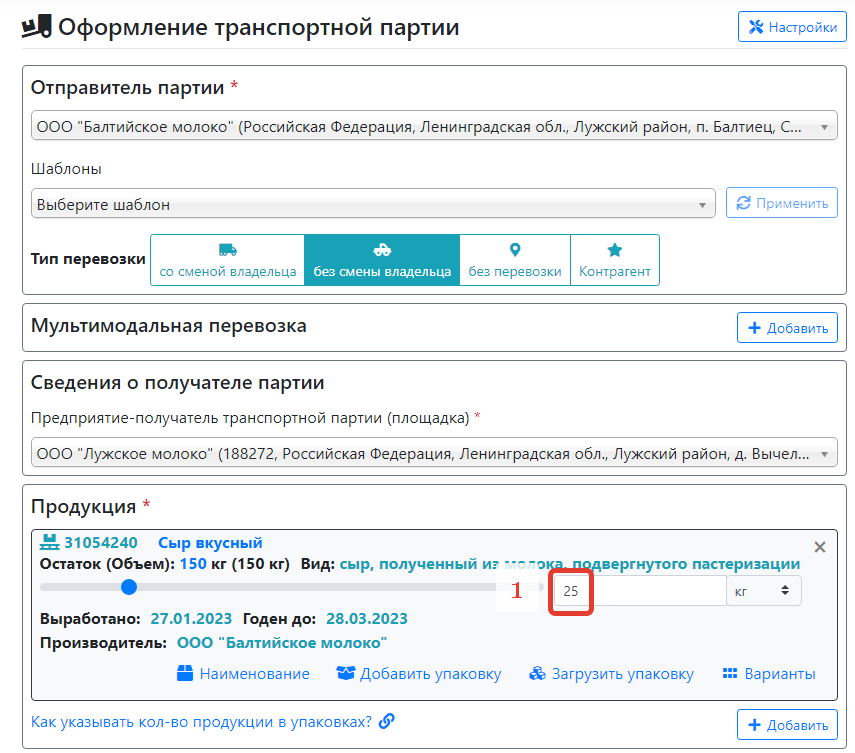 Оформление транспортной партии
Настройки
Отправитель партии *
ООО "Балтийское молоко" (Российская Федерация, Ленинградская обл., Лужский район, п. Балтиец, С...
Шаблоны
Выберите шаблон
Применить
Тип перевозки
со сменой владельца
без смены владельца
без перевозки
Контрагент
Мультимодальная перевозка
Добавить
Сведения о получателе партии
Предприятие-получатель транспортной партии (площадка) *
ООО "Лужское молоко" (188272, Российская Федерация, Ленинградская обл., Лужский район, д. Вычел...
Продукция *
31054240 Сыр вкусный
Остаток (Объем): 150 кг (150 кг) Вид: сыр, полученный из молока, подвергнутого пастеризации
1 25 кг
Выработано: 27.01.2023 Годен до: 28.03.2023
Производитель: ООО "Балтийское молоко"
Наименование Добавить упаковку Загрузить упаковку Варианты
Как указывать кол-во продукции в упаковках?
Добавить